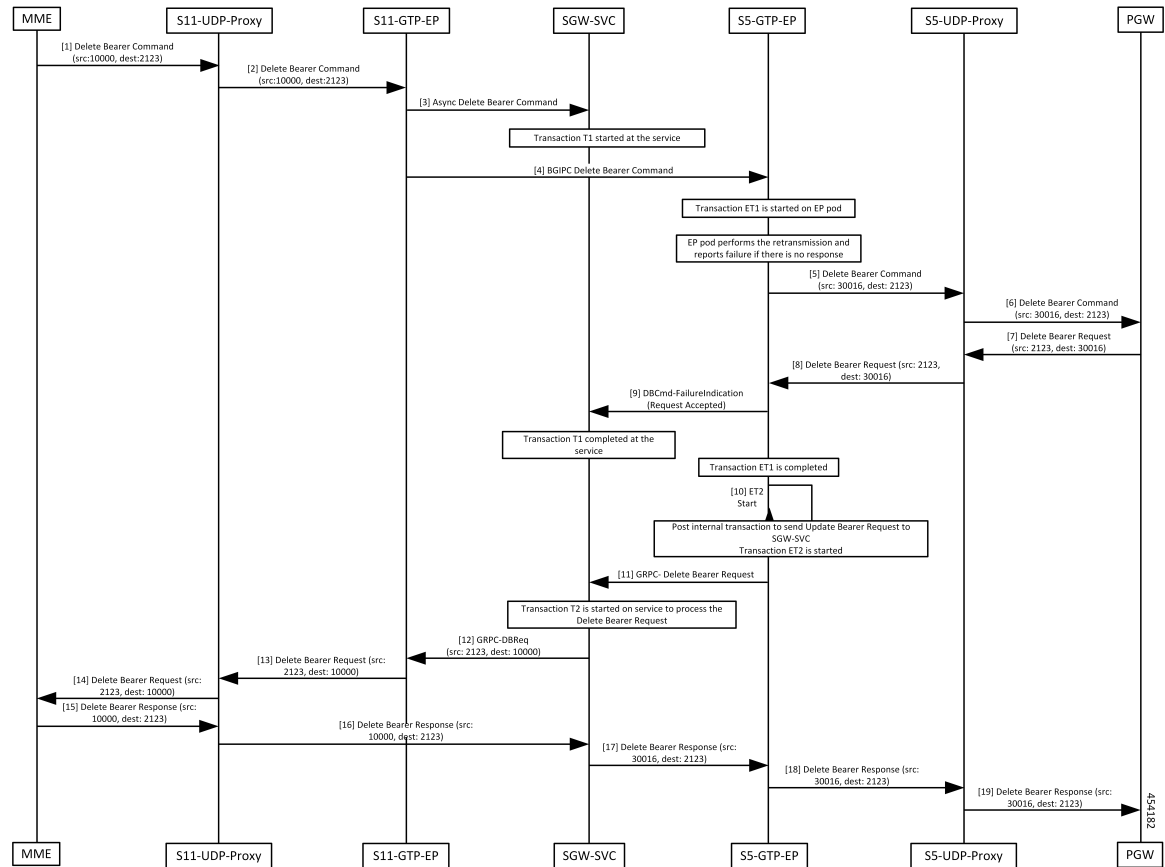 MME
S11-UDP-Proxy
S11-GTP-EP
SGW-SVC
S5-GTP-EP
S5-UDP-Proxy
PGW
[1] Delete Bearer Command
(src:10000, dest:2123)
[2] Delete Bearer Command
(src:10000, dest:2123)
[3] Async Delete Bearer Command
Transaction T1 started at the service
[4] BGIPC Delete Bearer Command
Transaction ET1 is started on EP pod
EP pod performs the retransmission and
reports failure if there is no response
[5] Delete Bearer Command
(src: 30016, dest: 2123)
[6] Delete Bearer Command
(src: 30016, dest: 2123)
[7] Delete Bearer Request
(src: 2123, dest: 30016)
[8] Delete Bearer Request (src: 2123,
dest: 30016)
[9] DBCmd-FailureIndication
(Request Accepted)
Transaction T1 completed at the
service
Transaction ET1 is completed
[10] ET2
Start
Post internal transaction to send Update Bearer Request to
SGW-SVC
Transaction ET2 is started
[11] GRPC- Delete Bearer Request
Transaction T2 is started on service to process the
Delete Bearer Request
[12] GRPC-DBReq
(src: 2123, dest: 10000)
[13] Delete Bearer Request (src:
2123, dest: 10000)
[14] Delete Bearer Request (src:
2123, dest: 10000)
[15] Delete Bearer Response (src:
10000, dest: 2123)
[16] Delete Bearer Response (src:
10000, dest: 2123)
[17] Delete Bearer Response (src:
30016, dest: 2123)
[18] Delete Bearer Response (src:
30016, dest: 2123)
[19] Delete Bearer Response (src:
30016, dest: 2123)
454182
MME
S11-UDP-Proxy
S11-GTP-EP
SGW-SVC
S5-GTP-EP
S5-UDP-Proxy
PGW